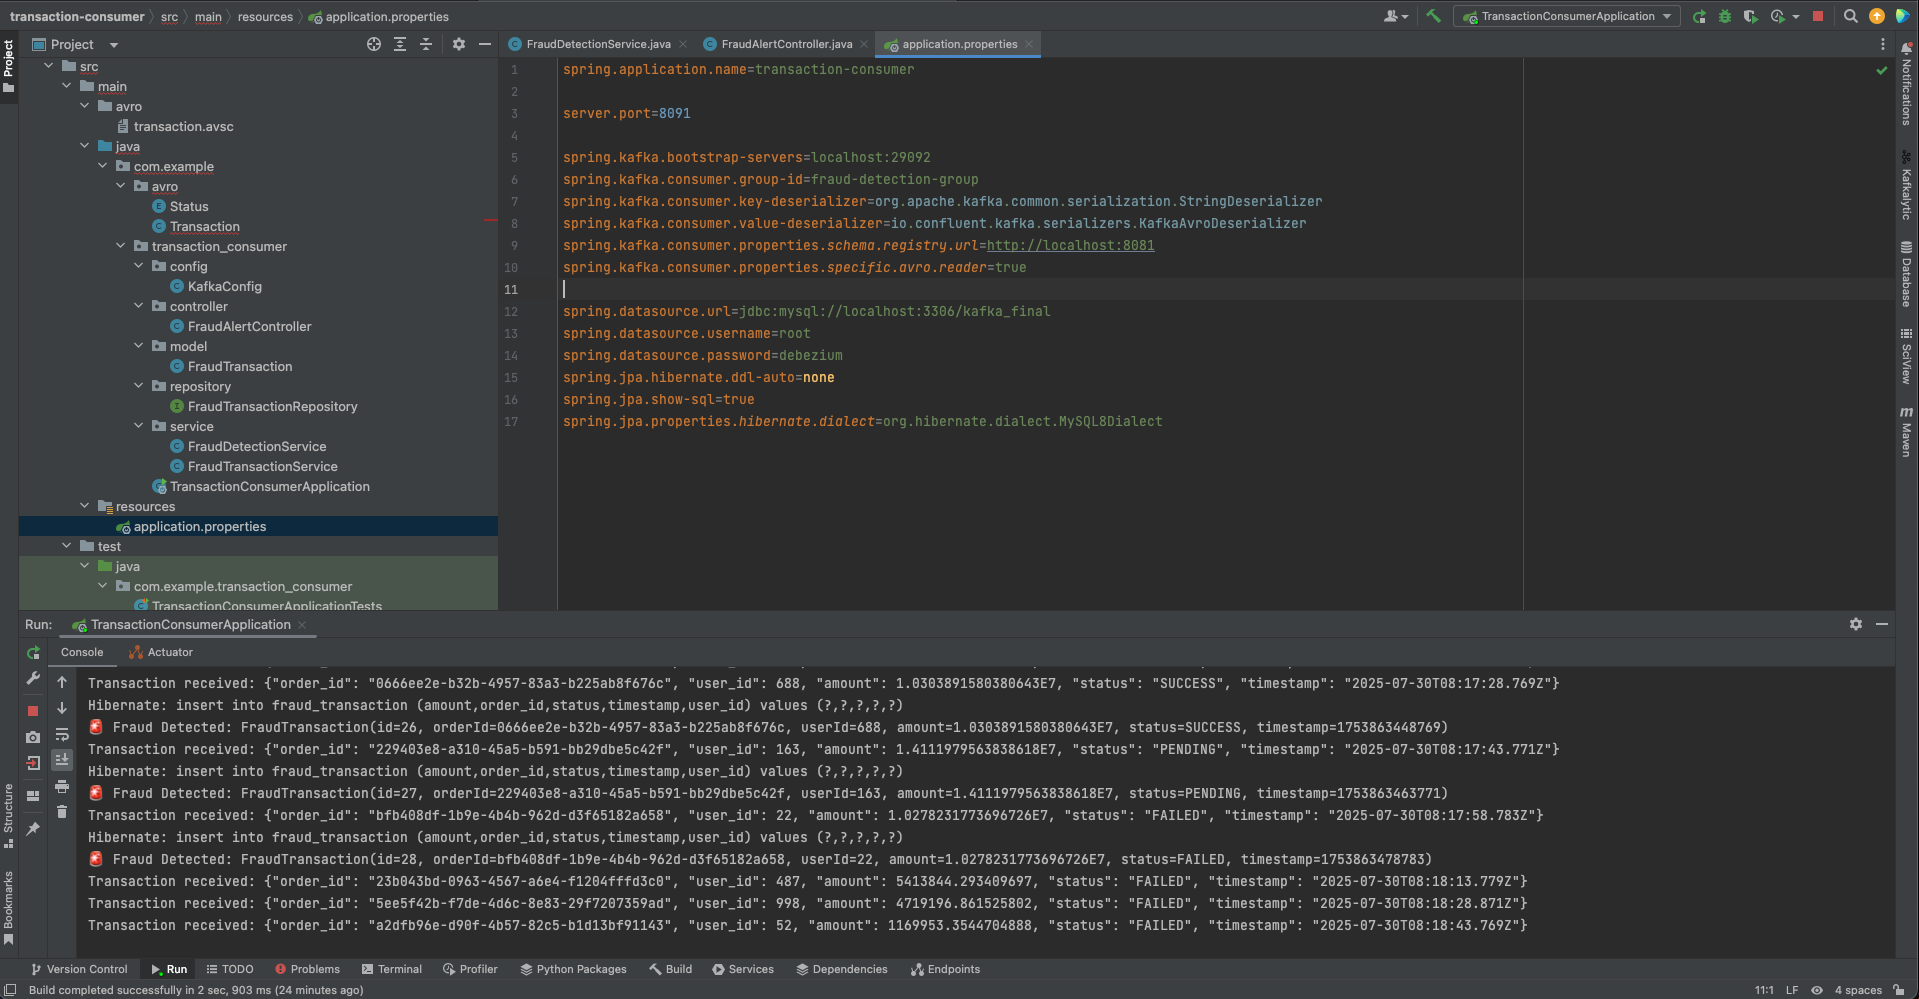 transaction-consumer
src
main
resources
application.properties
TransactionConsumerApplication
Project
Project
src
main
avro
transaction.avsc
java
com.example
avro
Status
Transaction
transaction_consumer
config
KafkaConfig
controller
FraudAlertController
model
FraudTransaction
repository
FraudTransactionRepository
service
FraudDetectionService
FraudTransactionService
TransactionConsumerApplication
resources
application.properties
test
java
com.example.transaction_consumer
TransactionConsumerApplicationTests
FraudDetectionService.java
FraudAlertController.java
application.properties
1 spring.application.name=transaction-consumer
2
3 server.port=8091
4
5 spring.kafka.bootstrap-servers=localhost:29092
6 spring.kafka.consumer.group-id=fraud-detection-group
7 spring.kafka.consumer.key-deserializer=org.apache.kafka.common.serialization.StringDeserializer
8 spring.kafka.consumer.value-deserializer=io.confluent.kafka.serializers.KafkaAvroDeserializer
9 spring.kafka.consumer.properties.schema.registry.url=http://localhost:8081
10 spring.kafka.consumer.properties.specific.avro.reader=true
11
12 spring.datasource.url=jdbc:mysql://localhost:3306/kafka_final
13 spring.datasource.username=root
14 spring.datasource.password=debezium
15 spring.jpa.hibernate.ddl-auto=none
16 spring.jpa.show-sql=true
17 spring.jpa.properties.hibernate.dialect=org.hibernate.dialect.MySQL8Dialect
Notifications
Kafkalytic
Database
SciView
Maven
Run:
TransactionConsumerApplication
Console
Actuator
Transaction received: {"order_id": "0666ee2e-b32b-4957-83a3-b225ab8f676c", "user_id": 688, "amount": 1.0303891580380643E7, "status": "SUCCESS", "timestamp": "2025-07-30T08:17:28.769Z"}
Hibernate: insert into fraud_transaction (amount,order_id,status,timestamp,user_id) values (?,?,?,?,?)
🚨 Fraud Detected: FraudTransaction(id=26, orderId=0666ee2e-b32b-4957-83a3-b225ab8f676c, userId=688, amount=1.0303891580380643E7, status=SUCCESS, timestamp=1753863448769)
Transaction received: {"order_id": "229403e8-a310-45a5-b591-bb29dbe5c42f", "user_id": 163, "amount": 1.4111979563838618E7, "status": "PENDING", "timestamp": "2025-07-30T08:17:43.771Z"}
Hibernate: insert into fraud_transaction (amount,order_id,status,timestamp,user_id) values (?,?,?,?,?)
🚨 Fraud Detected: FraudTransaction(id=27, orderId=229403e8-a310-45a5-b591-bb29dbe5c42f, userId=163, amount=1.4111979563838618E7, status=PENDING, timestamp=1753863463771)
Transaction received: {"order_id": "bfb408df-1b9e-4b4b-962d-d3f65182a658", "user_id": 22, "amount": 1.0278231773696726E7, "status": "FAILED", "timestamp": "2025-07-30T08:17:58.783Z"}
Hibernate: insert into fraud_transaction (amount,order_id,status,timestamp,user_id) values (?,?,?,?,?)
🚨 Fraud Detected: FraudTransaction(id=28, orderId=bfb408df-1b9e-4b4b-962d-d3f65182a658, userId=22, amount=1.0278231773696726E7, status=FAILED, timestamp=1753863478783)
Transaction received: {"order_id": "23b043bd-0963-4567-a6e4-f1204fffd3c0", "user_id": 487, "amount": 5413844.293409697, "status": "FAILED", "timestamp": "2025-07-30T08:18:13.779Z"}
Transaction received: {"order_id": "5ee5f42b-f7de-4d6c-8e83-29f7207359ad", "user_id": 998, "amount": 4719196.861525802, "status": "FAILED", "timestamp": "2025-07-30T08:18:28.871Z"}
Transaction received: {"order_id": "a2dfb96e-d90f-4b57-82c5-b1d13bf91143", "user_id": 52, "amount": 1169953.3544704888, "status": "FAILED", "timestamp": "2025-07-30T08:18:43.769Z"}
Structure
Bookmarks
Version Control
Run
TODO
Problems
Terminal
Profiler
Python Packages
Build
Services
Dependencies
Endpoints
Build completed successfully in 2 sec, 903 ms (24 minutes ago)
11:1
LF
4 spaces